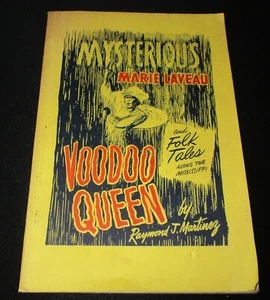 MYSTERIOUS
MARIE LAVEAU
VOODOO
QUEEN
and
FOLK
TALES
ALONG THE
MISSISSIPPI
by
Raymond J. Martinez